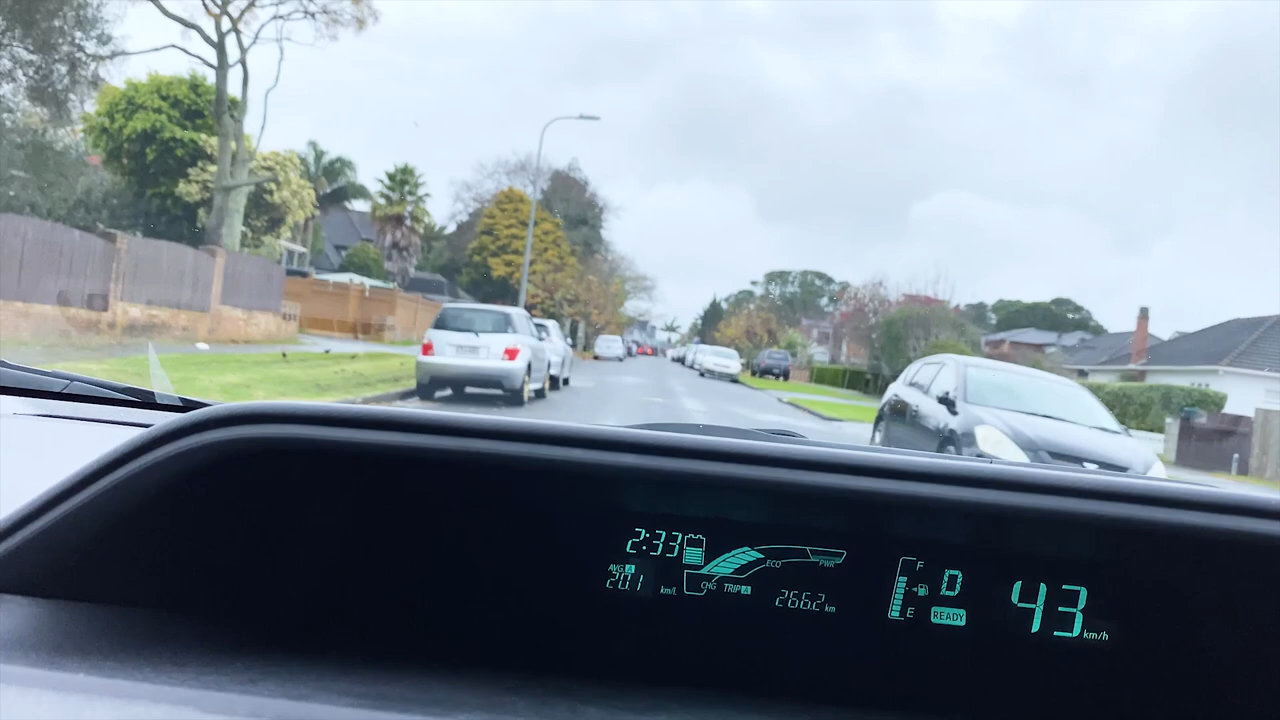 2:33
AVG. A
20.1 km/L
CHG
ECO
PWR
TRIP A
266.2 km
F
E
D
READY
43 km/h